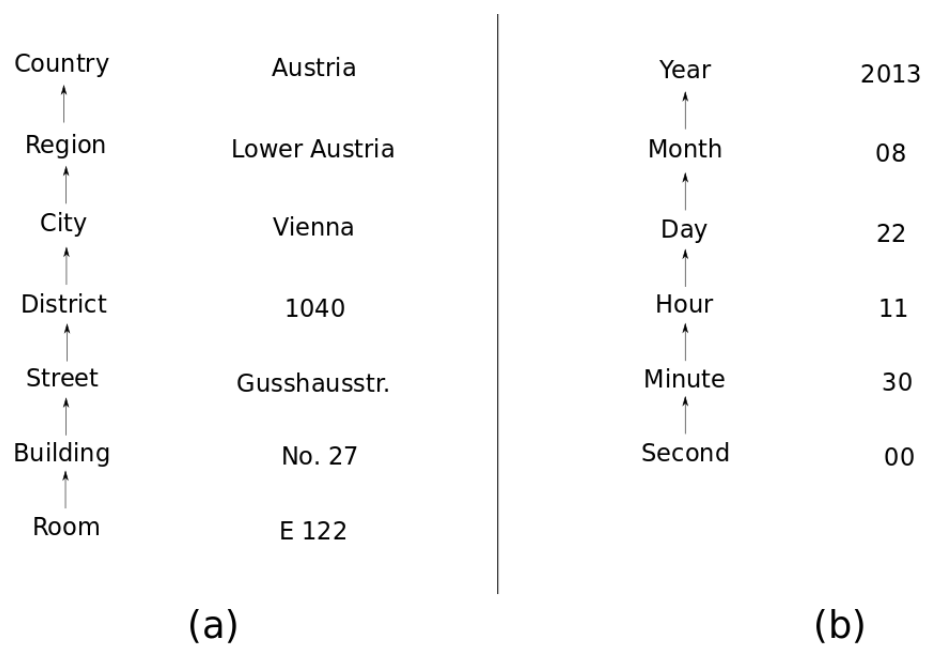 Country Austria
Region Lower Austria
City Vienna
District 1040
Street Gusshausstr.
Building No. 27
Room E 122
(a)
Year 2013
Month 08
Day 22
Hour 11
Minute 30
Second 00
(b)